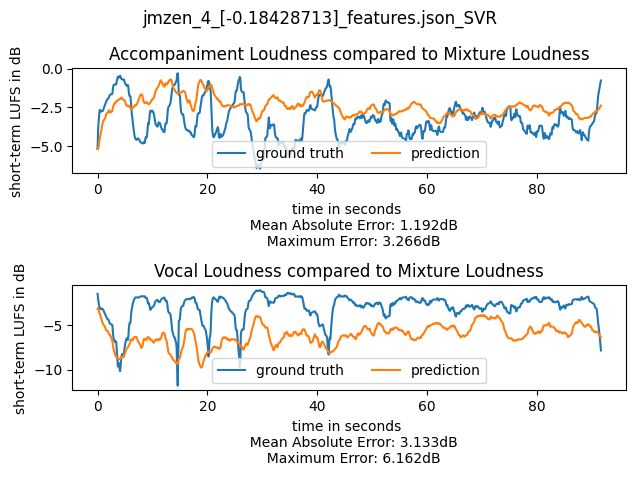 jmzen_4_[-0.18428713]_features.json_SVR
Accompaniment Loudness compared to Mixture Loudness
short-term LUFS in dB
0.0
−2.5
−5.0
ground truth
prediction
0
20
40
60
80
time in seconds
Mean Absolute Error: 1.192dB
Maximum Error: 3.266dB
Vocal Loudness compared to Mixture Loudness
short-term LUFS in dB
−5
−10
ground truth
prediction
0
20
40
60
80
time in seconds
Mean Absolute Error: 3.133dB
Maximum Error: 6.162dB